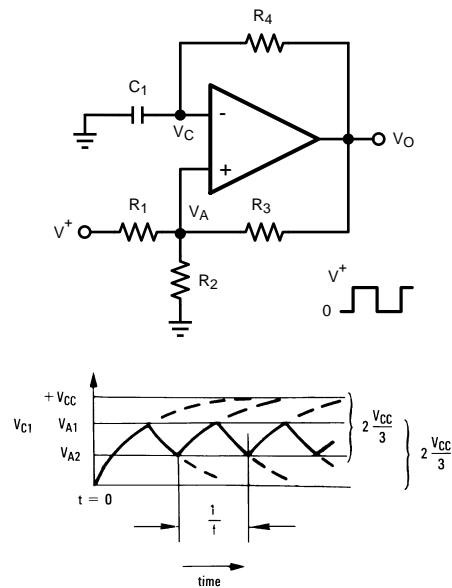 R4
C1
VC
-
+
VO
R1
VA
R3
V+
R2
V+
0
+ VCC
VC1
VA1
VA2
2 VCC/3
2 VCC/3
t = 0
1/f
time